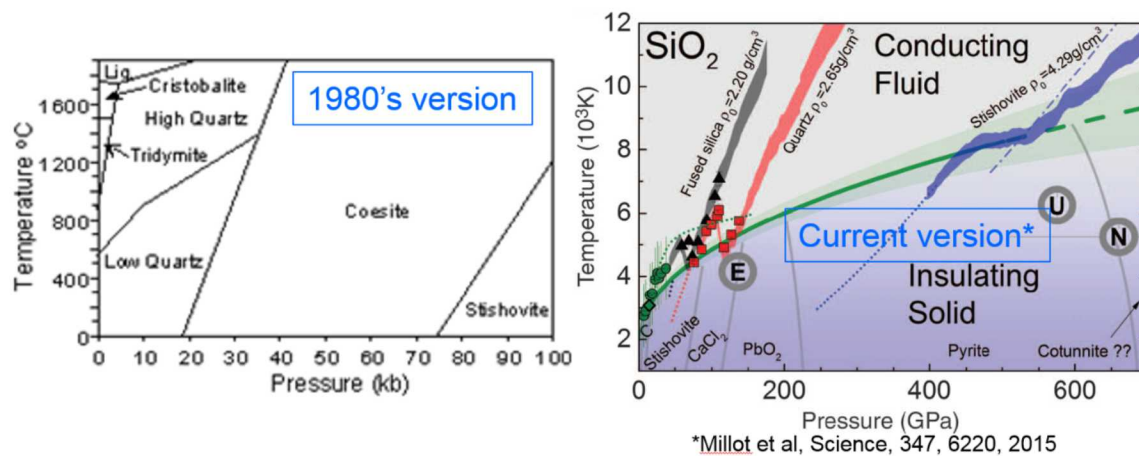 1980's version
Temperature ºC
1600
1200
800
400
0
Liq
Cristobalite
High Quartz
Tridymite
Low Quartz
Coesite
Stishovite
0 10 20 30 40 50 60 70 80 90 100
Pressure (kb)
SiO2
Conducting
Fluid
Temperature (10³K)
12
10
8
6
4
2
Fused silica ρ0=2.20 g/cm³
Quartz ρ0=2.65g/cm³
Stishovite ρ0=4.29g/cm³
Current version*
Insulating
Solid
E
U
N
C
Stishovite
CaCl2
PbO2
Pyrite
Cotunnite ??
0 200 400 600
Pressure (GPa)
*Millot et al, Science, 347, 6220, 2015